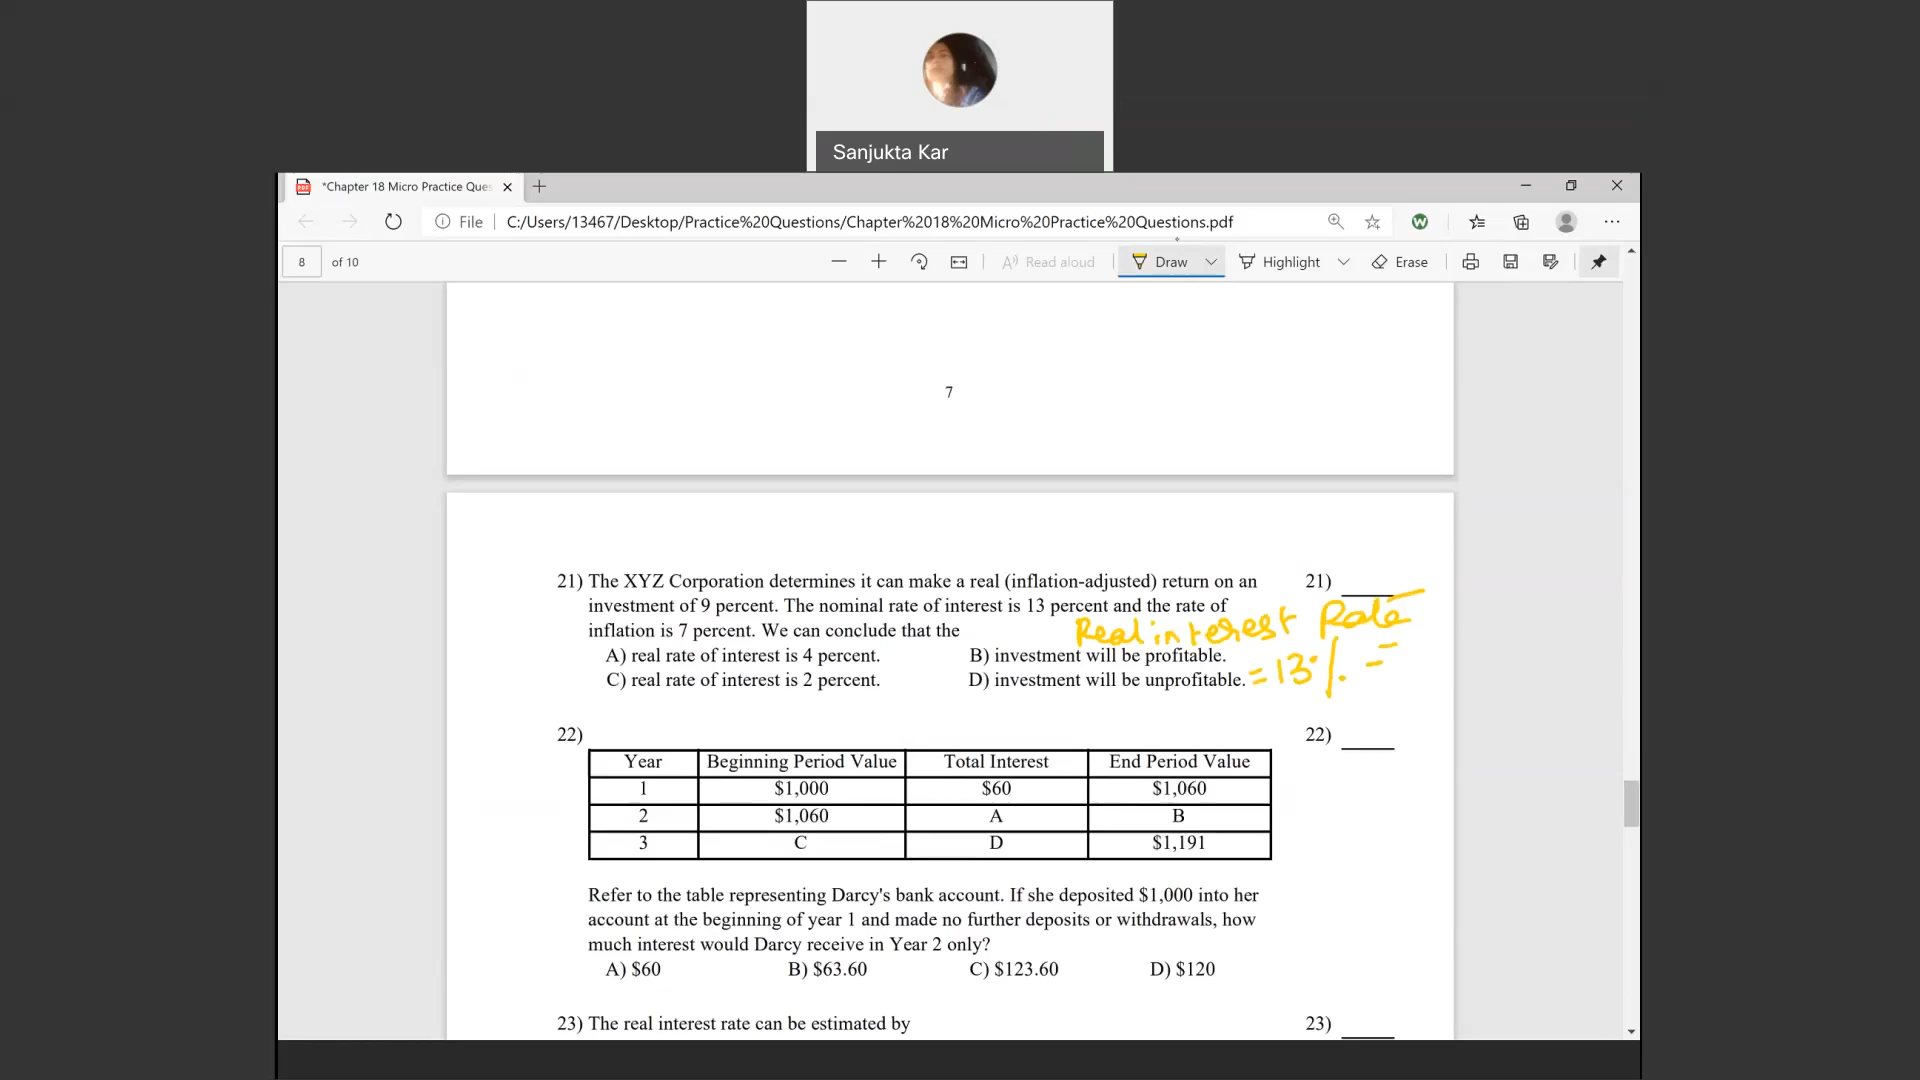 Sanjukta Kar
*Chapter 18 Micro Practice Ques
File C:/Users/13467/Desktop/Practice%20Questions/Chapter%2018%20Micro%20Practice%20Questions.pdf
8 of 10 Read aloud Draw Highlight Erase
7
21) The XYZ Corporation determines it can make a real (inflation-adjusted) return on an 21)
investment of 9 percent. The nominal rate of interest is 13 percent and the rate of
inflation is 7 percent. We can conclude that the
Real interest Rate
A) real rate of interest is 4 percent. B) investment will be profitable.
C) real rate of interest is 2 percent. D) investment will be unprofitable.
= 13% =
22) 22)
Year Beginning Period Value Total Interest End Period Value
1 $1,000 $60 $1,060
2 $1,060 A B
3 C D $1,191
Refer to the table representing Darcy's bank account. If she deposited $1,000 into her
account at the beginning of year 1 and made no further deposits or withdrawals, how
much interest would Darcy receive in Year 2 only?
A) $60 B) $63.60 C) $123.60 D) $120
23) The real interest rate can be estimated by 23)